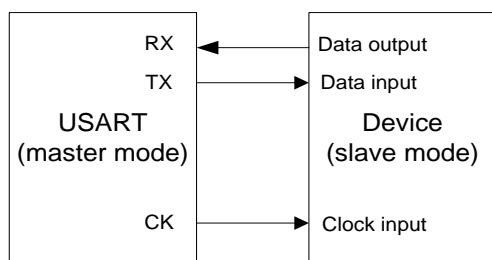 RX
Data output
TX
Data input
USART
(master mode)
Device
(slave mode)
CK
Clock input